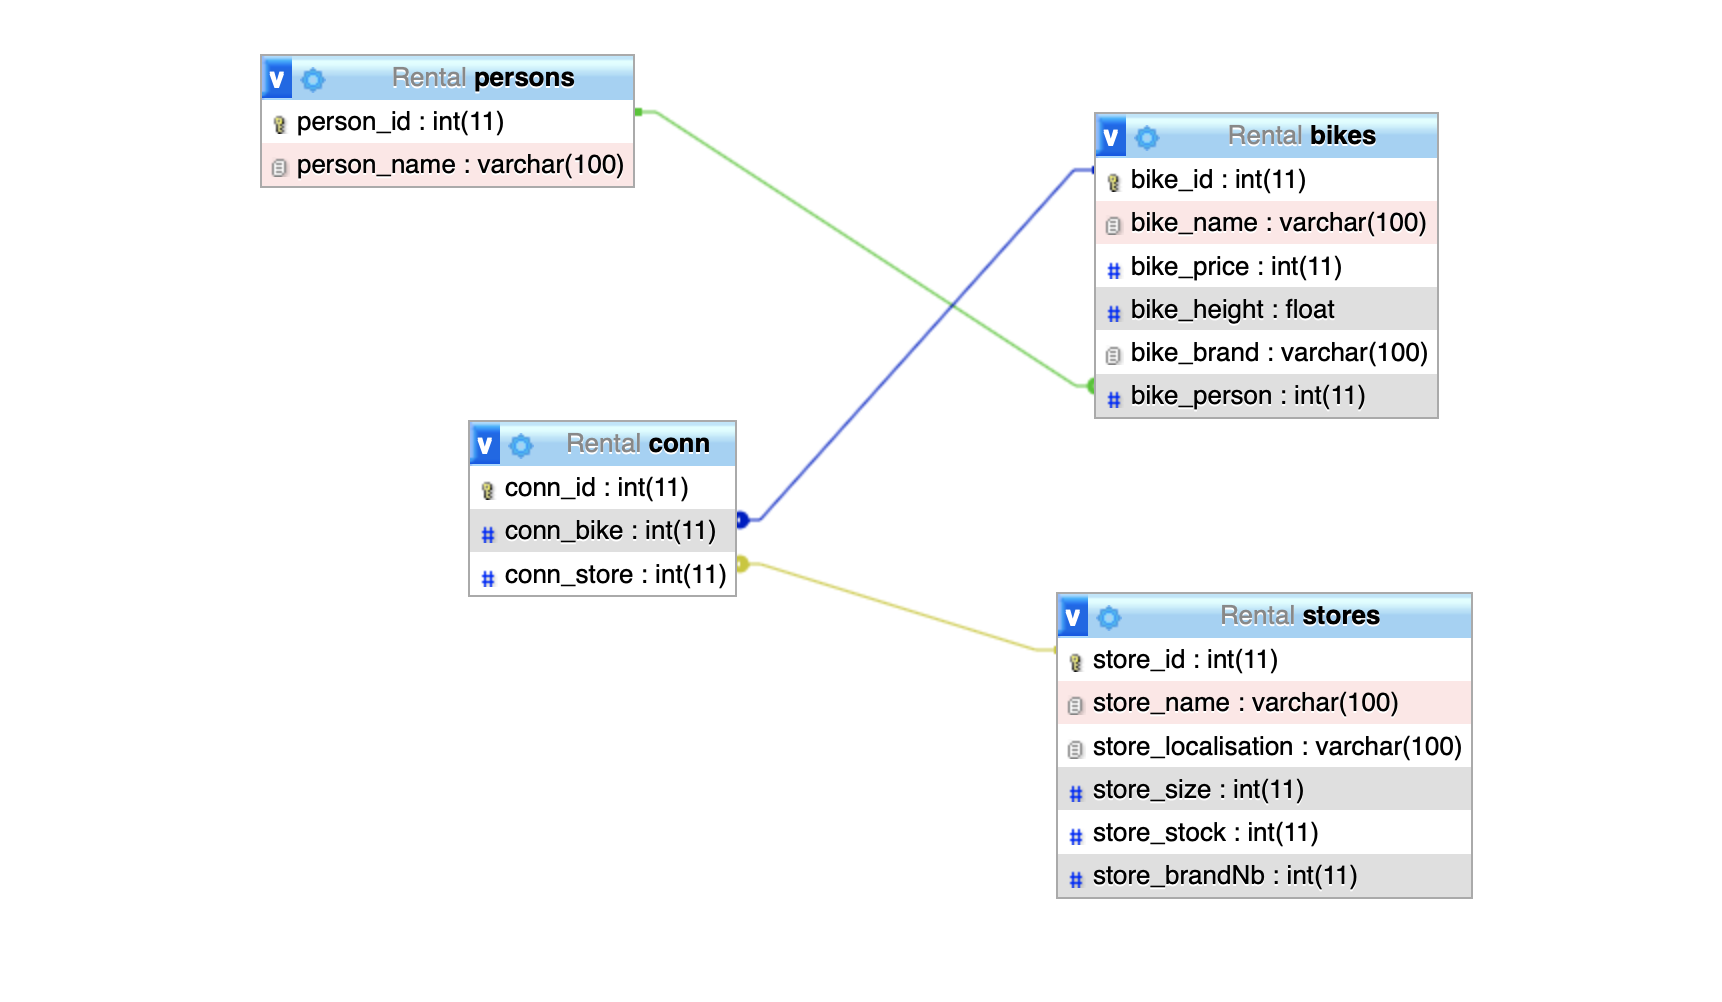 V Rental persons
person_id : int(11)
person_name : varchar(100)
V Rental bikes
bike_id : int(11)
# bike_name : varchar(100)
# bike_price : int(11)
# bike_height : float
bike_brand : varchar(100)
# bike_person : int(11)
V Rental conn
conn_id : int(11)
# conn_bike : int(11)
# conn_store : int(11)
V Rental stores
store_id : int(11)
store_name : varchar(100)
store_localisation : varchar(100)
# store_size : int(11)
# store_stock : int(11)
# store_brandNb : int(11)